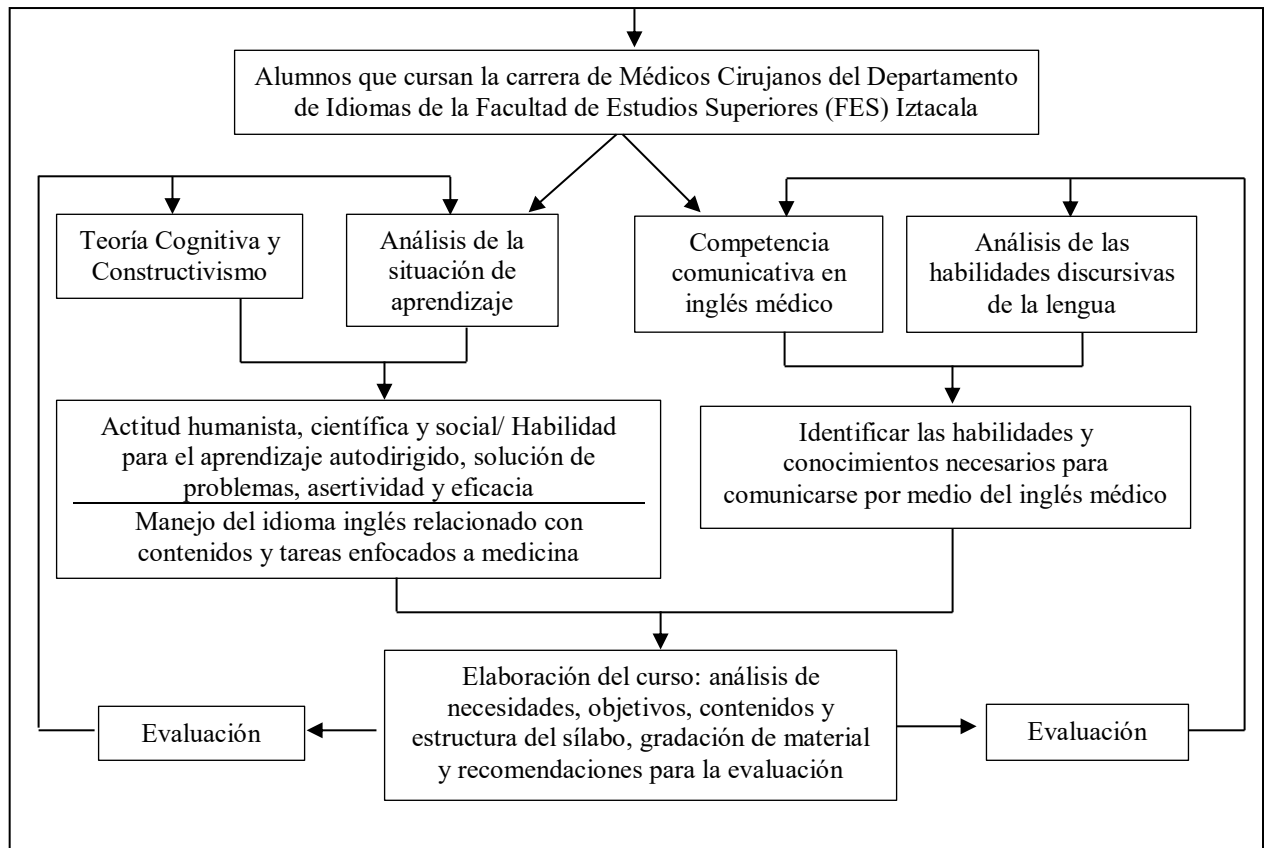 Alumnos que cursan la carrera de Médicos Cirujanos del Departamento
de Idiomas de la Facultad de Estudios Superiores (FES) Iztacala
Teoría Cognitiva y
Constructivismo
Análisis de la
situación de
aprendizaje
Competencia
comunicativa en
inglés médico
Análisis de las
habilidades discursivas
de la lengua
Actitud humanista, científica y social/ Habilidad
para el aprendizaje autodirigido, solución de
problemas, asertividad y eficacia
Manejo del idioma inglés relacionado con
contenidos y tareas enfocados a medicina
Identificar las habilidades y
conocimientos necesarios para
comunicarse por medio del inglés médico
Elaboración del curso: análisis de
necesidades, objetivos, contenidos y
estructura del sílabo, gradación de material
y recomendaciones para la evaluación
Evaluación
Evaluación